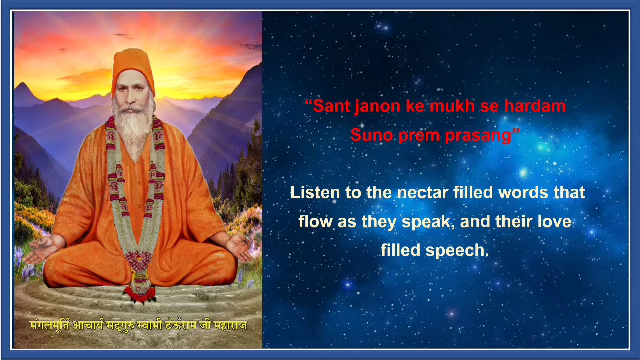 “Sant janon ke mukh se hardam
Suno prem prasang”
Listen to the nectar filled words that
flow as they speak, and their love
filled speech.
मंगलमूर्ति आचार्य सद्गुरु स्वामी टेऊँराम जी महाराज